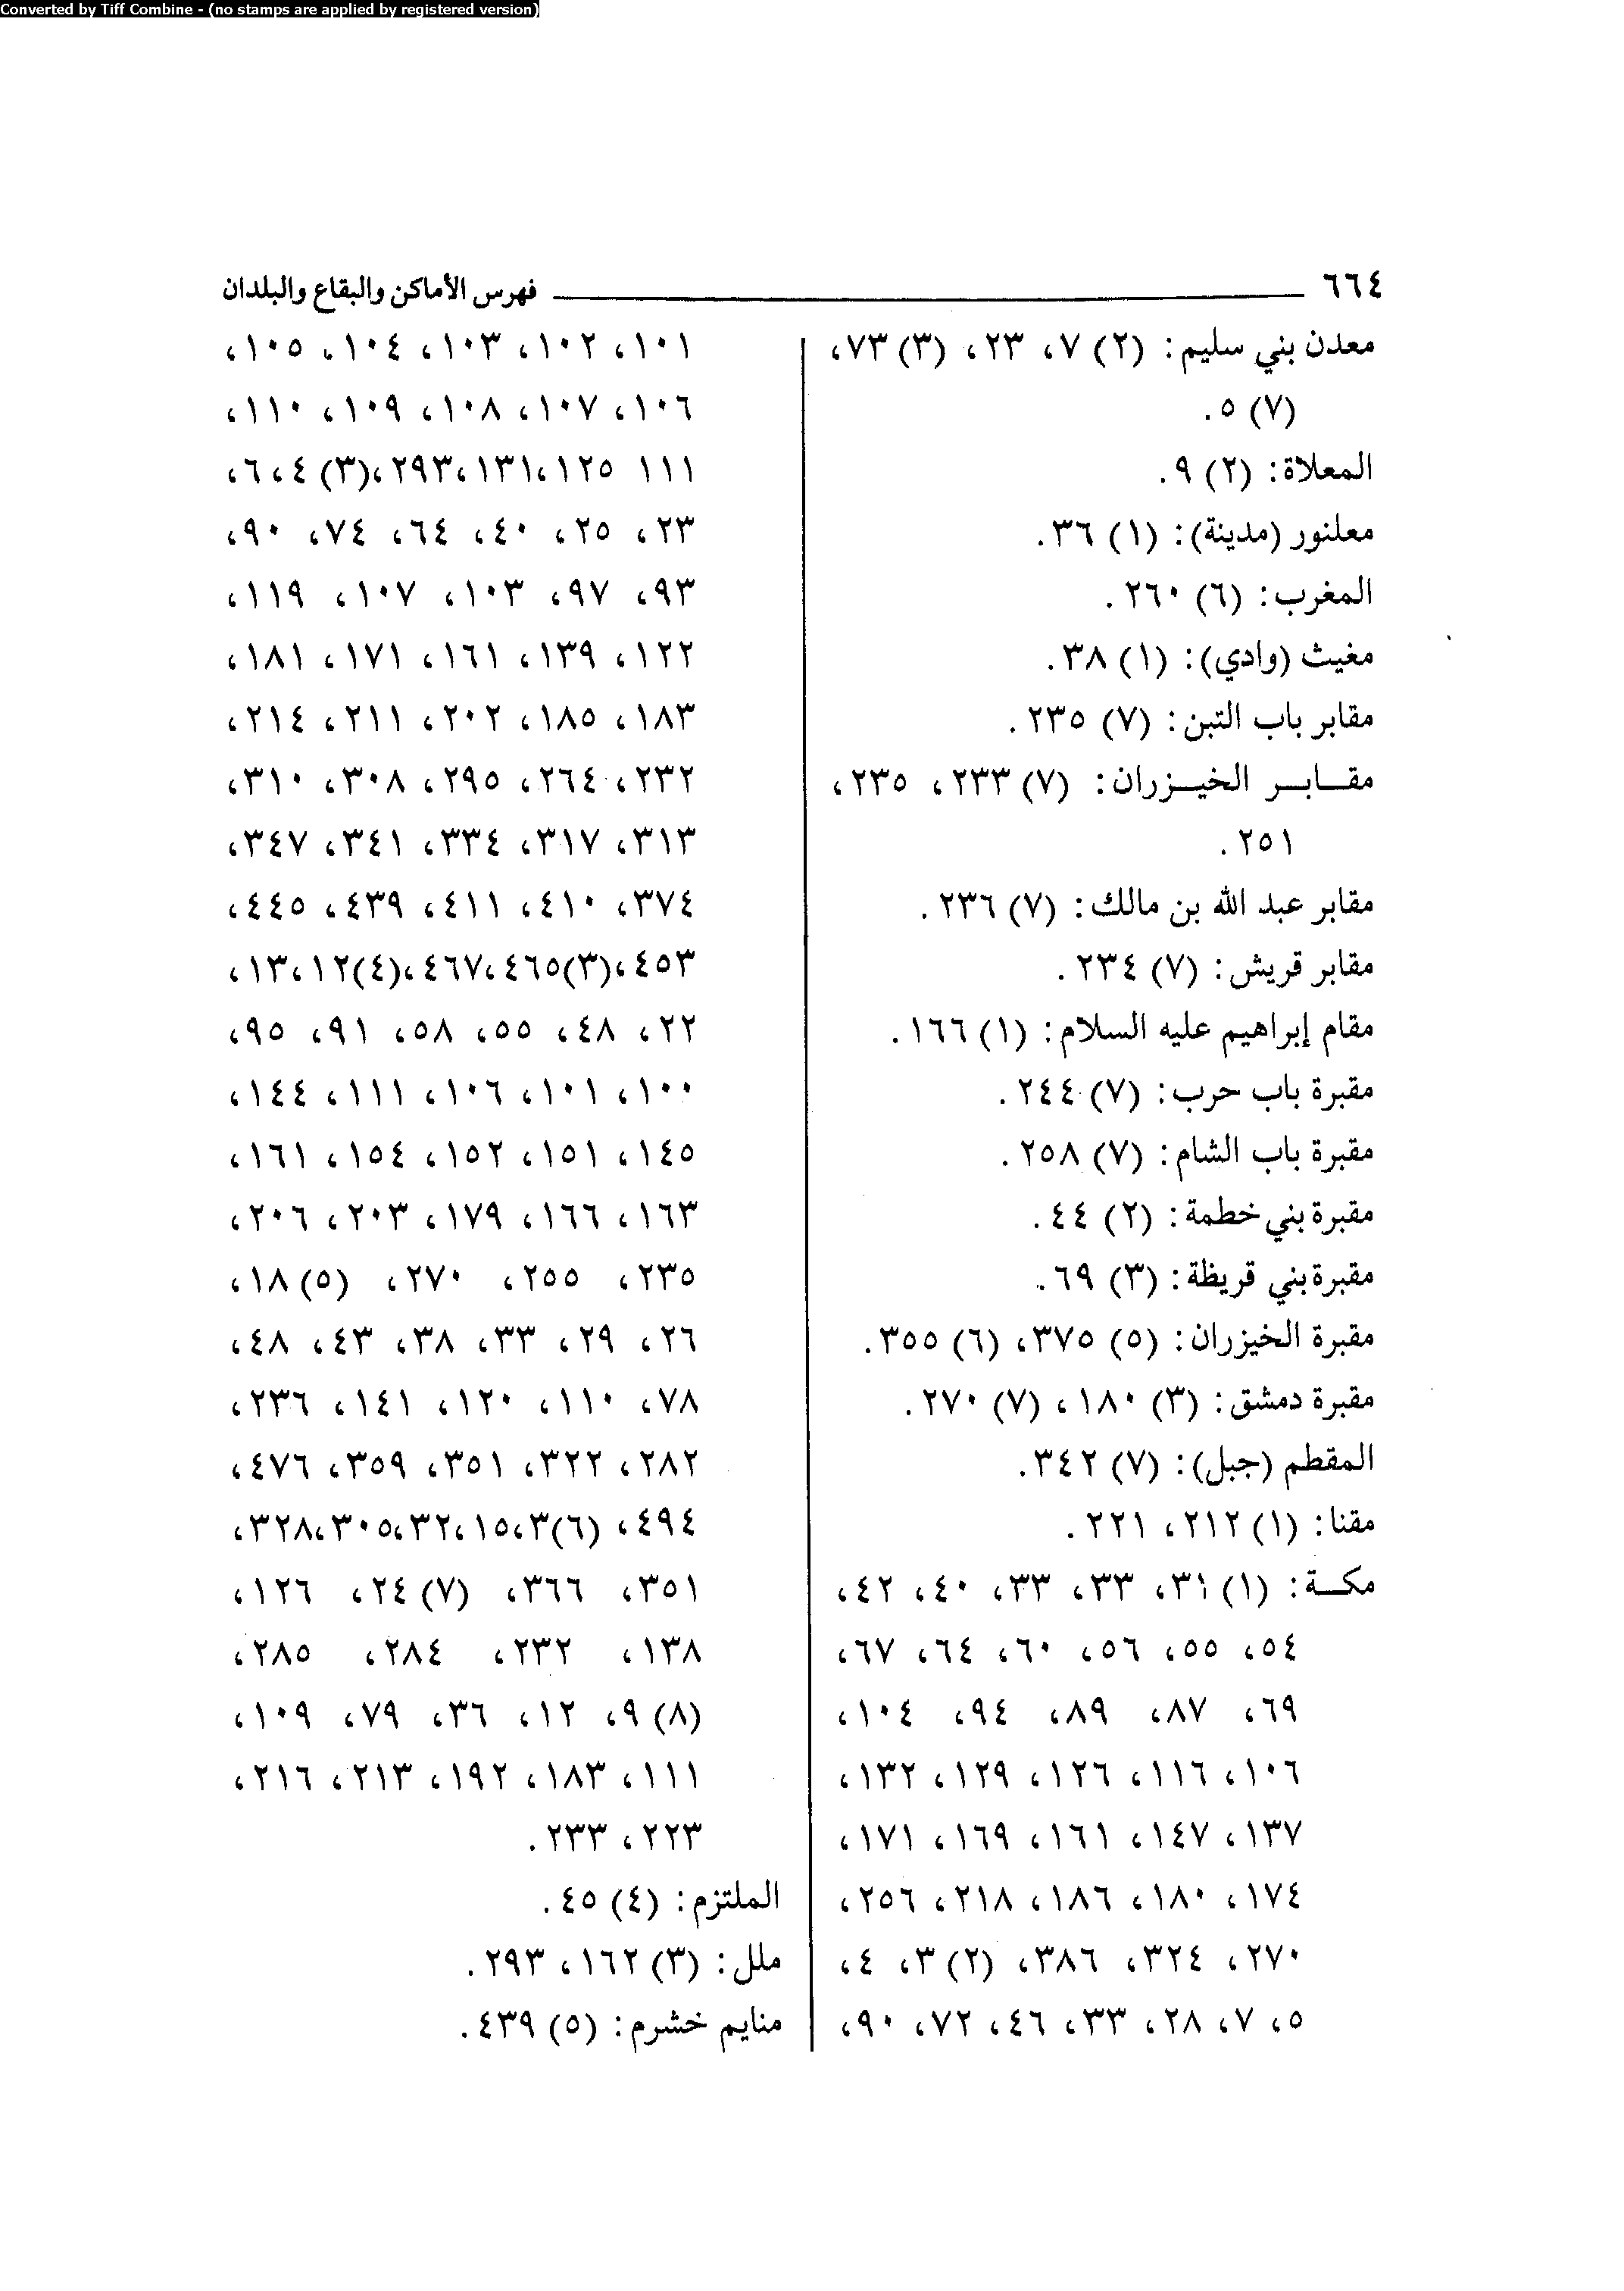 Converted by Tiff Combine - (no stamps are applied by registered version)
٦٦٤ فهرس الأماكن والبقاع والبلدان
معدن بني سليم: (٢) ٧، ٢٣، (٣) ٧٣،
(٧) ٥.
المعلاة: (٢) ٩.
معلنور (مدينة): (١) ٣٦.
المغرب: (٦) ٢٦٠.
مغيث (وادي): (١) ٣٨.
مقابر باب التبن: (٧) ٢٣٥.
مقـابـر الخيـزران: (٧) ٢٣٣، ٢٣٥،
٢٥١.
مقابر عبد الله بن مالك: (٧) ٢٣٦.
مقابر قريش: (٧) ٢٣٤.
مقام إبراهيم عليه السلام: (١) ١٦٦.
مقبرة باب حرب: (٧) ٢٤٤.
مقبرة باب الشام: (٧) ٢٥٨.
مقبرة بني خطمة: (٢) ٤٤.
مقبرة بني قريظة: (٣) ٦٩.
مقبرة الخيزران: (٥) ٣٧٥، (٦) ٣٥٥.
مقبرة دمشق: (٣) ١٨٠، (٧) ٢٧٠.
المقطم (جبل): (٧) ٣٤٢.
مقنا: (١) ٢١٢، ٢٢١.
مكـة: (١) ٣١، ٣٣، ٣٣، ٤٠، ٤٢،
٥٤، ٥٥، ٥٦، ٦٠، ٦٤، ٦٧،
٦٩، ٨٧، ٨٩، ٩٤، ١٠٤،
١٠٦، ١١٦، ١٢٦، ١٢٩، ١٣٢،
١٣٧، ١٤٧، ١٦١، ١٦٩، ١٧١،
١٧٤، ١٨٠، ١٨٦، ٢١٨، ٢٥٦،
٢٧٠، ٣٢٤، ٣٨٦، (٢) ٣، ٤،
٥، ٧، ٢٨، ٣٣، ٤٦، ٧٢، ٩٠،
١٠١، ١٠٢، ١٠٣، ١٠٤، ١٠٥،
١٠٦، ١٠٧، ١٠٨، ١٠٩، ١١٠،
١١١ ١٢٥، ١٣١، ٢٩٣، (٣) ٤، ٦،
٢٣، ٢٥، ٤٠، ٦٤، ٧٤، ٩٠،
٩٣، ٩٧، ١٠٣، ١٠٧، ١١٩،
١٢٢، ١٣٩، ١٦١، ١٧١، ١٨١،
١٨٣، ١٨٥، ٢٠٢، ٢١١، ٢١٤،
٢٣٢، ٢٦٤، ٢٩٥، ٣٠٨، ٣١٠،
٣١٣، ٣١٧، ٣٣٤، ٣٤١، ٣٤٧،
٣٧٤، ٤١٠، ٤١١، ٤٣٩، ٤٤٥،
٤٥٣، (٣) ٤٦٥، ٤٦٧، (٤) ١٢، ١٣،
٢٢، ٤٨، ٥٥، ٥٨، ٩١، ٩٥،
١٠٠، ١٠١، ١٠٦، ١١١، ١٤٤،
١٤٥، ١٥١، ١٥٢، ١٥٤، ١٦١،
١٦٣، ١٦٦، ١٧٩، ٢٠٣، ٢٠٦،
٢٣٥، ٢٥٥، ٢٧٠، (٥) ١٨،
٢٦، ٢٩، ٣٣، ٣٨، ٤٣، ٤٨،
٧٨، ١١٠، ١٢٠، ١٤١، ٢٣٦،
٢٨٢، ٣٢٢، ٣٥١، ٣٥٩، ٤٧٦،
٤٩٤، (٦) ٣، ١٥، ٣٢، ٣٠٥، ٣٢٨،
٣٥١، ٣٦٦، (٧) ٢٤، ١٢٦،
١٣٨، ٢٣٢، ٢٨٤، ٢٨٥،
(٨) ٩، ١٢، ٣٦، ٧٩، ١٠٩،
١١١، ١٨٣، ١٩٢، ٢١٣، ٢١٦،
٢٢٣، ٢٣٣.
الملتزم: (٤) ٤٥.
ملل: (٣) ١٦٢، ٢٩٣.
منايم خشرم: (٥) ٤٣٩.